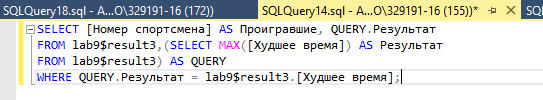 SQLQuery18.sql - A...O\329191-16 (172))
SQLQuery14.sql - A...O\329191-16 (155))*
SELECT [Номер спортсмена] AS Проигравшие, QUERY.Результат
FROM lab9$result3,(SELECT MAX([Худшее время]) AS Результат
FROM lab9$result3) AS QUERY
WHERE QUERY.Результат = lab9$result3.[Худшее время];